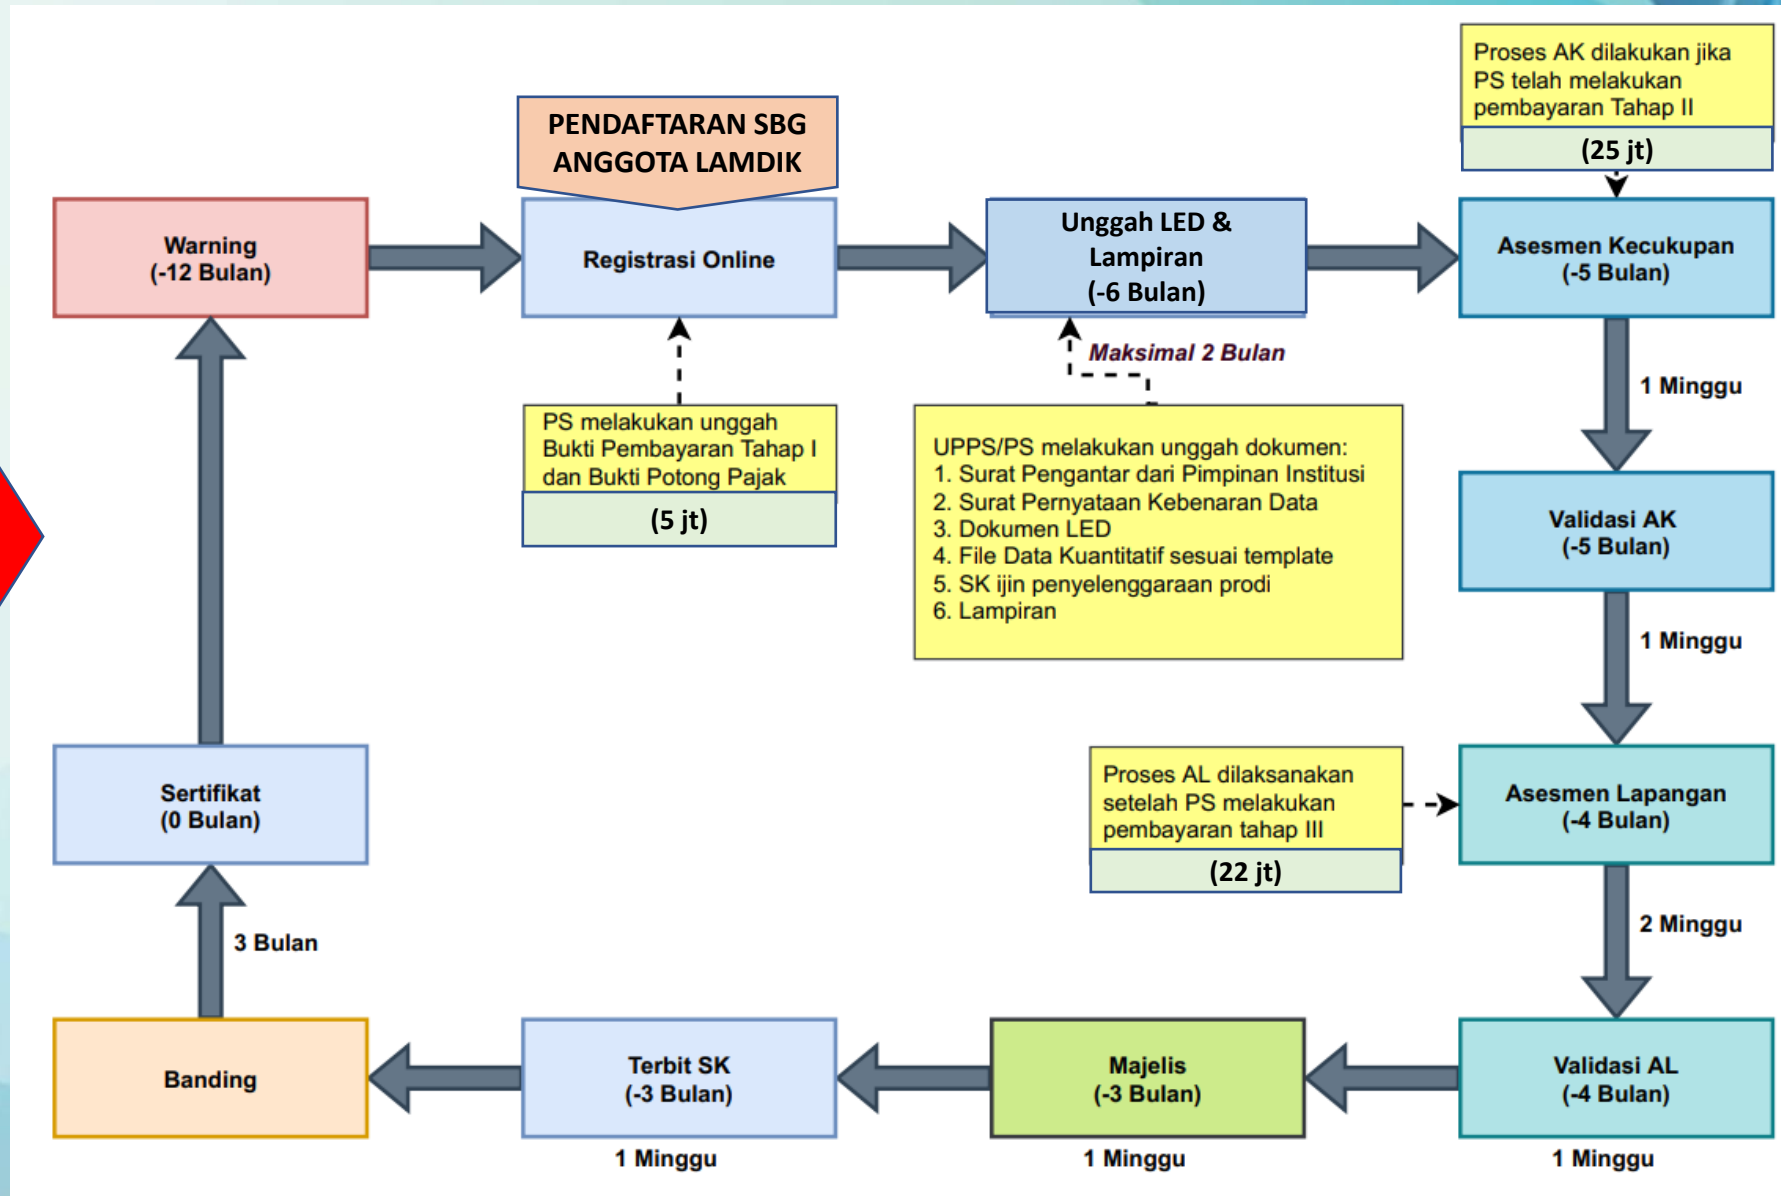 Proses AK dilakukan jika
PS telah melakukan
pembayaran Tahap II
(25 jt)
PENDAFTARAN SBG
ANGGOTA LAMDIK
Warning
(-12 Bulan)
Registrasi Online
Unggah LED &
Lampiran
(-6 Bulan)
Asesmen Kecukupan
(-5 Bulan)
Maksimal 2 Bulan
1 Minggu
PS melakukan unggah
Bukti Pembayaran Tahap I
dan Bukti Potong Pajak
(5 jt)
UPPS/PS melakukan unggah dokumen:
1. Surat Pengantar dari Pimpinan Institusi
2. Surat Pernyataan Kebenaran Data
3. Dokumen LED
4. File Data Kuantitatif sesuai template
5. SK ijin penyelenggaraan prodi
6. Lampiran
Validasi AK
(-5 Bulan)
1 Minggu
Proses AL dilaksanakan
setelah PS melakukan
pembayaran tahap III
(22 jt)
Asesmen Lapangan
(-4 Bulan)
Sertifikat
(0 Bulan)
2 Minggu
3 Bulan
Banding
Terbit SK
(-3 Bulan)
Majelis
(-3 Bulan)
Validasi AL
(-4 Bulan)
1 Minggu
1 Minggu
1 Minggu